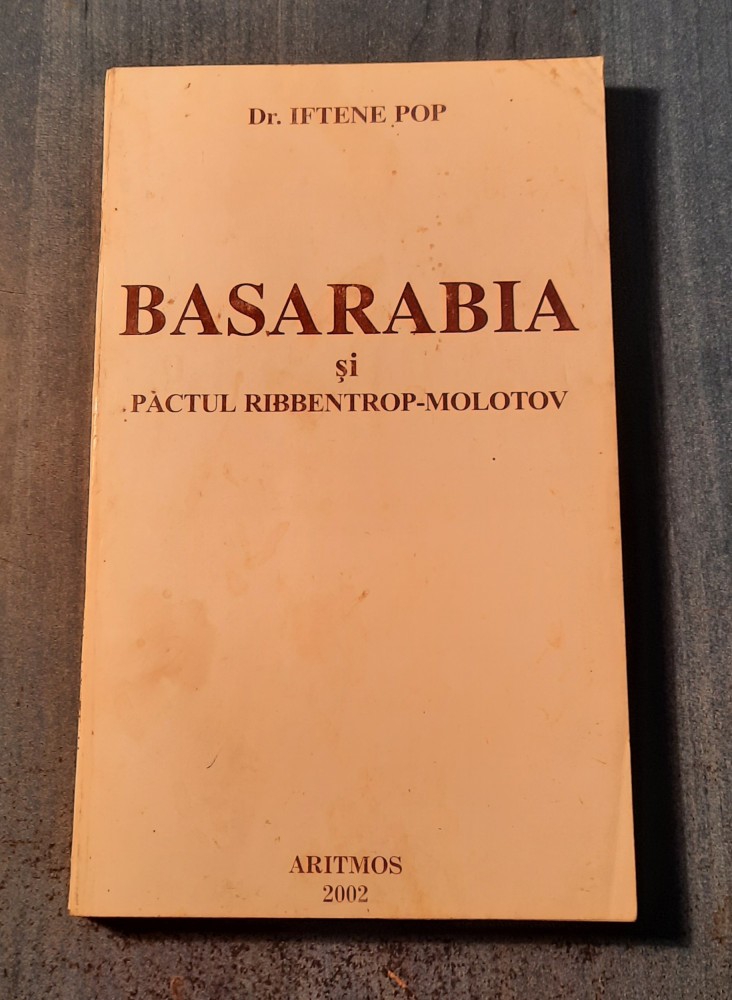 Dr. IFTENE POP
BASARABIA
şi
PACTUL RIBBENTROP-MOLOTOV
ARITMOS
2002